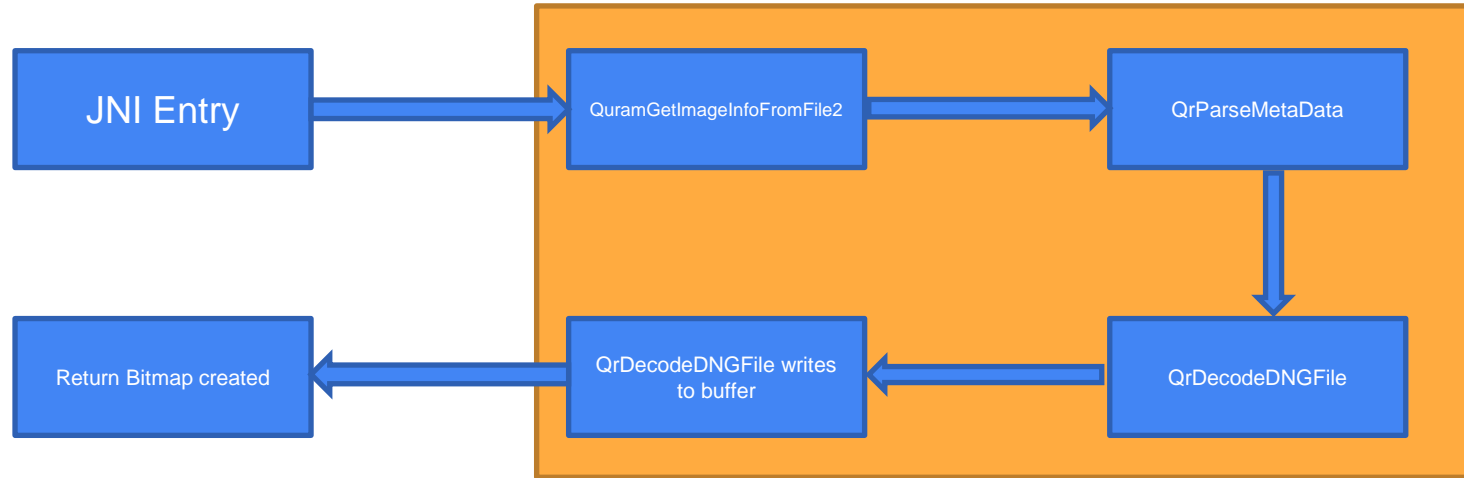 JNI Entry
QuramGetImageInfoFromFile2
QrParseMetaData
Return Bitmap created
QrDecodeDNGFile writes
to buffer
QrDecodeDNGFile